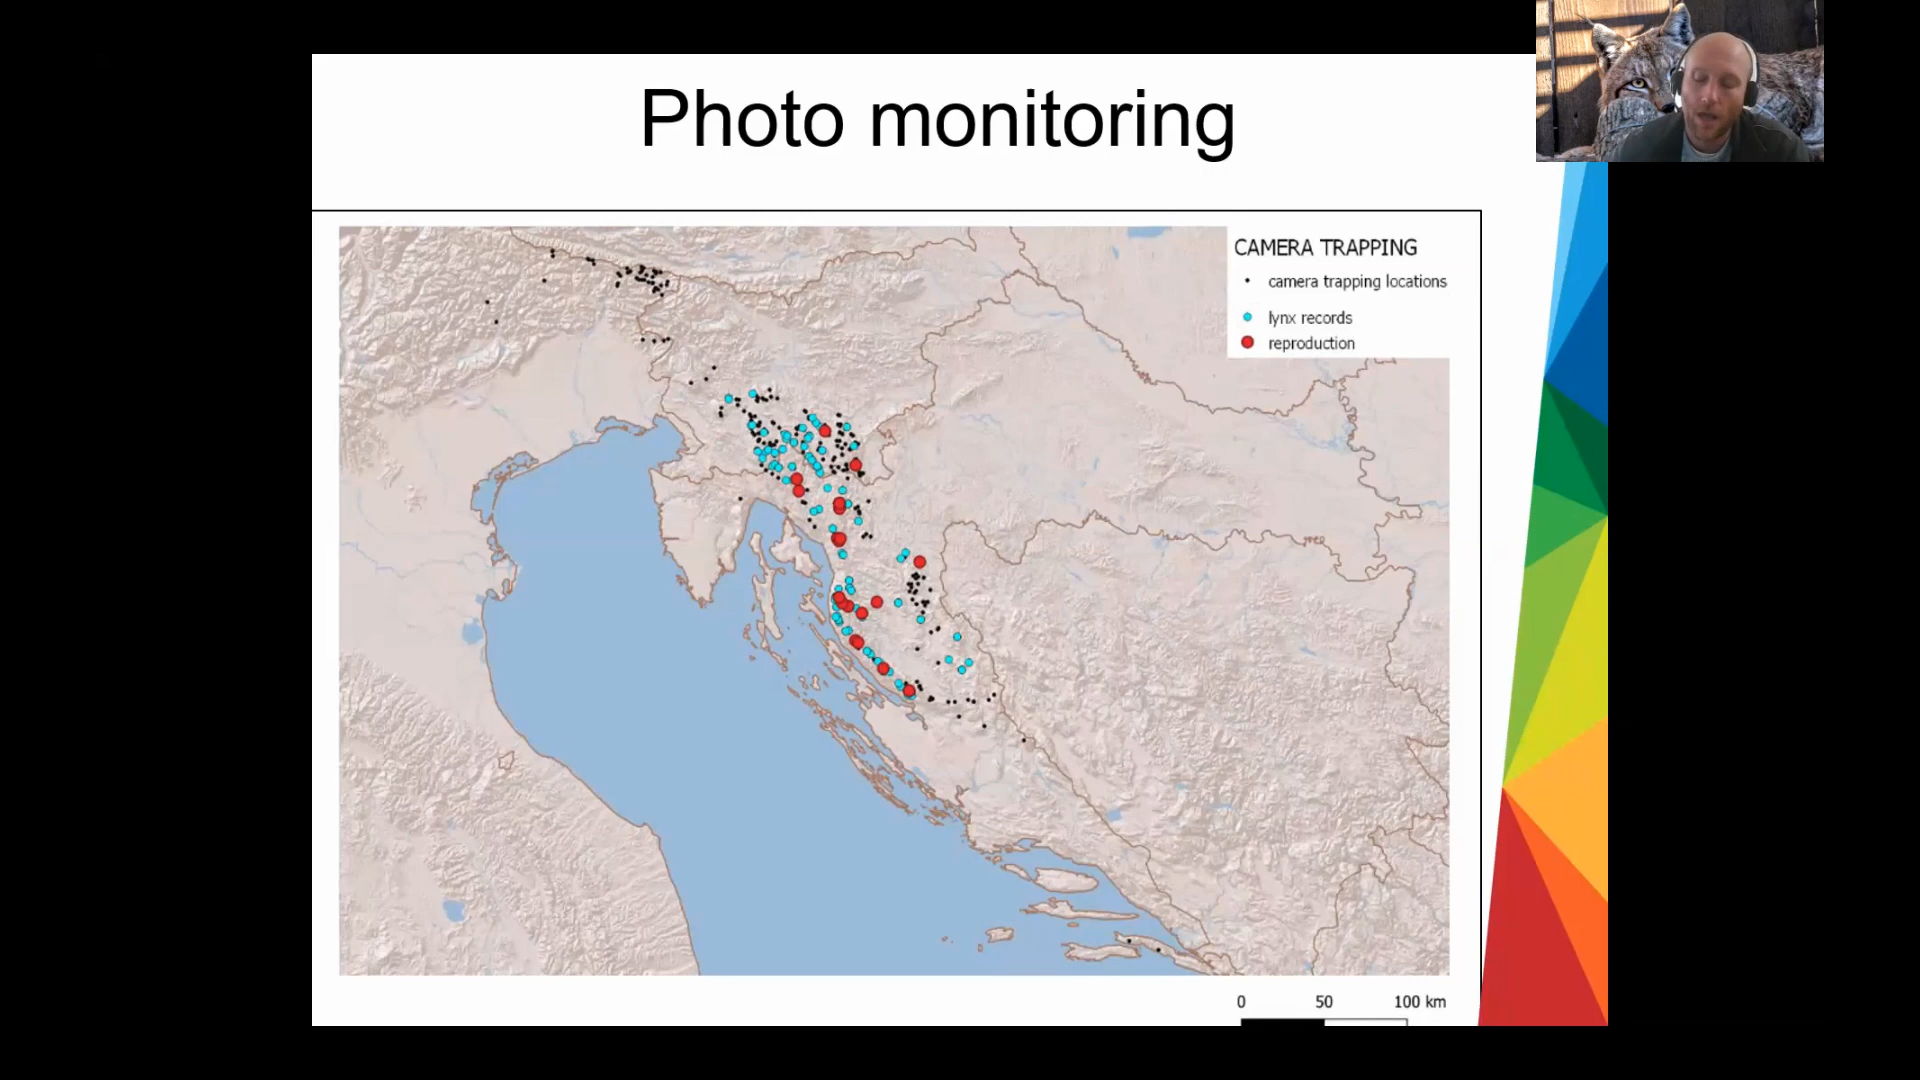 Photo monitoring
CAMERA TRAPPING
camera trapping locations
lynx records
reproduction
0 50 100 km